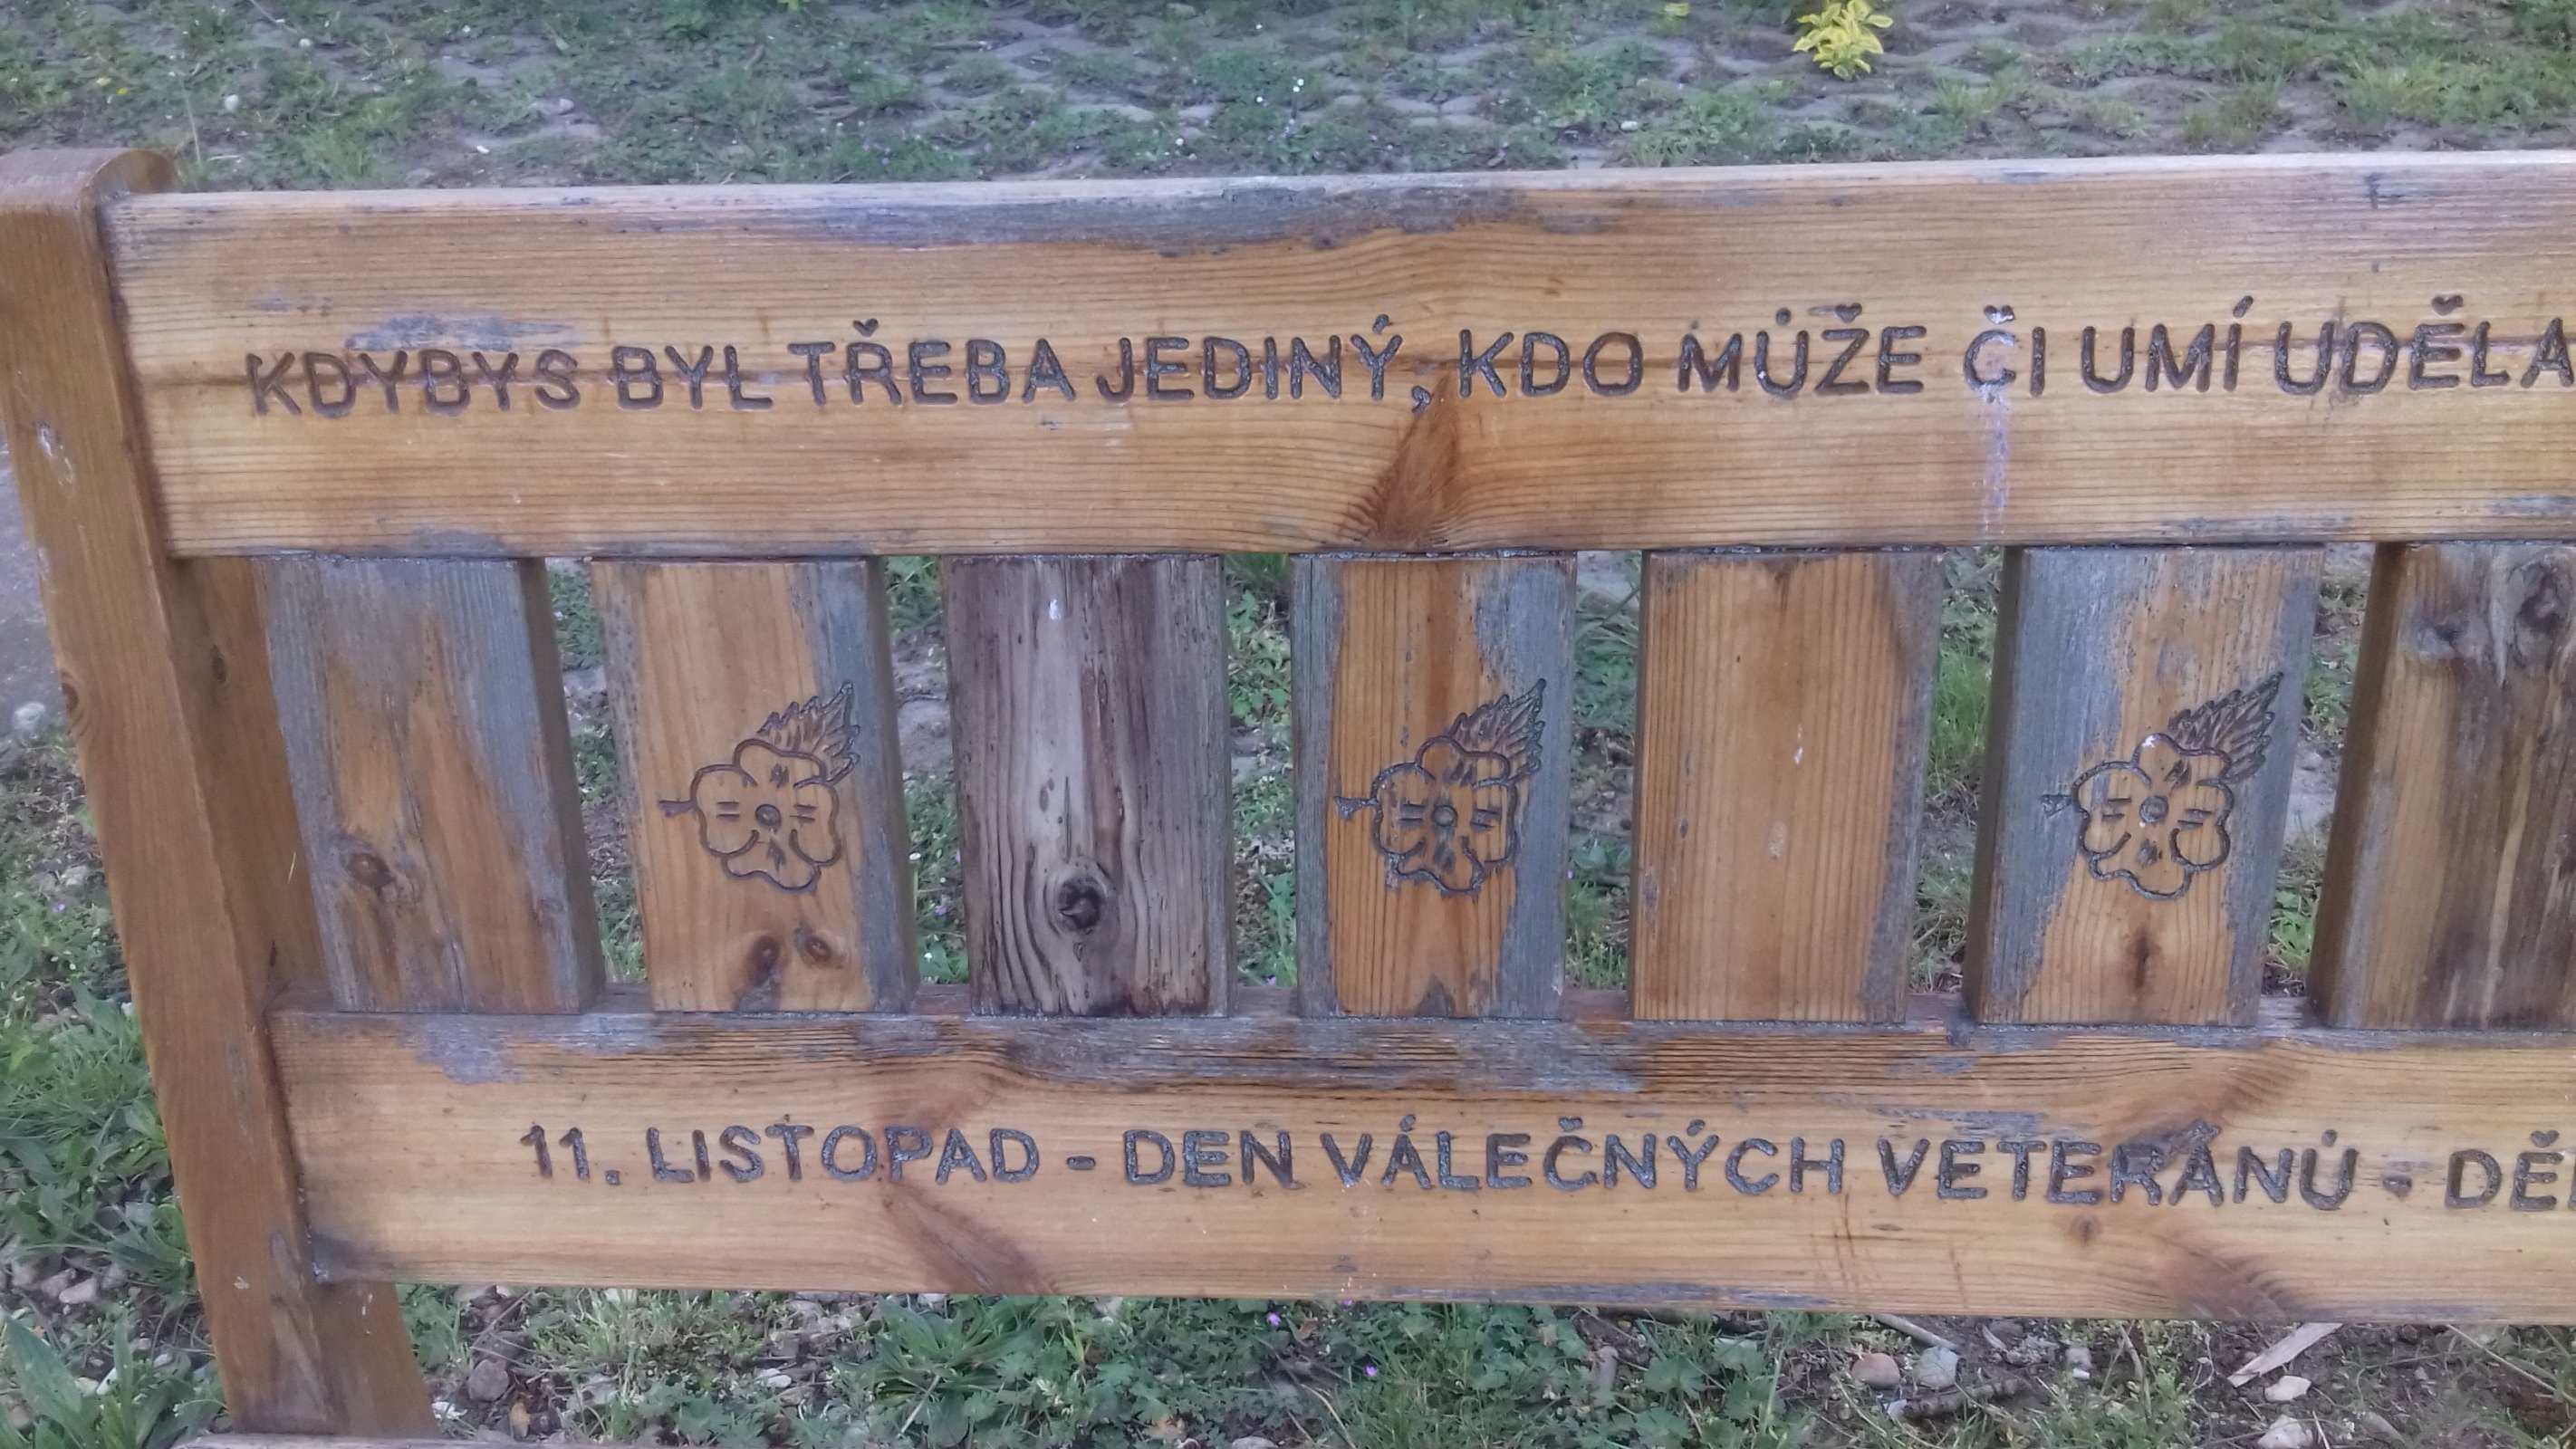 KDYBYS BYL TŘEBA JEDINÝ, KDO MŮŽE ČI UMÍ UDĚLA
11. LISTOPAD - DEN VÁLEČNÝCH VETERÁNŮ - DĚ